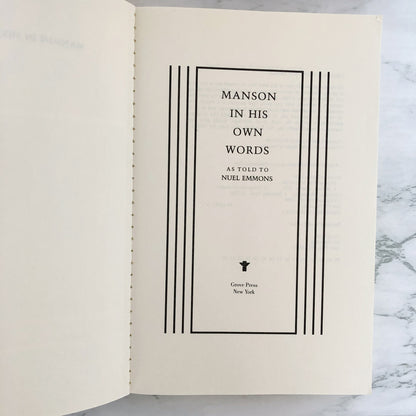 MANSON
IN HIS
OWN
WORDS
AS TOLD TO
NUEL EMMONS
Grove Press
New York